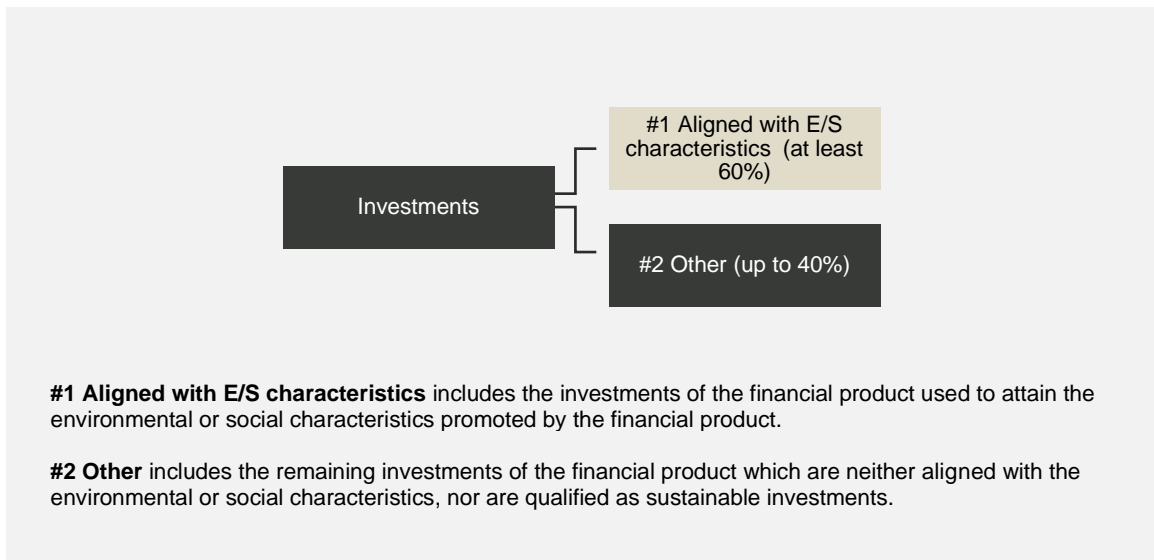 #1 Aligned with E/S
characteristics (at least
60%)
Investments
#2 Other (up to 40%)
#1 Aligned with E/S characteristics includes the investments of the financial product used to attain the
environmental or social characteristics promoted by the financial product.
#2 Other includes the remaining investments of the financial product which are neither aligned with the
environmental or social characteristics, nor are qualified as sustainable investments.